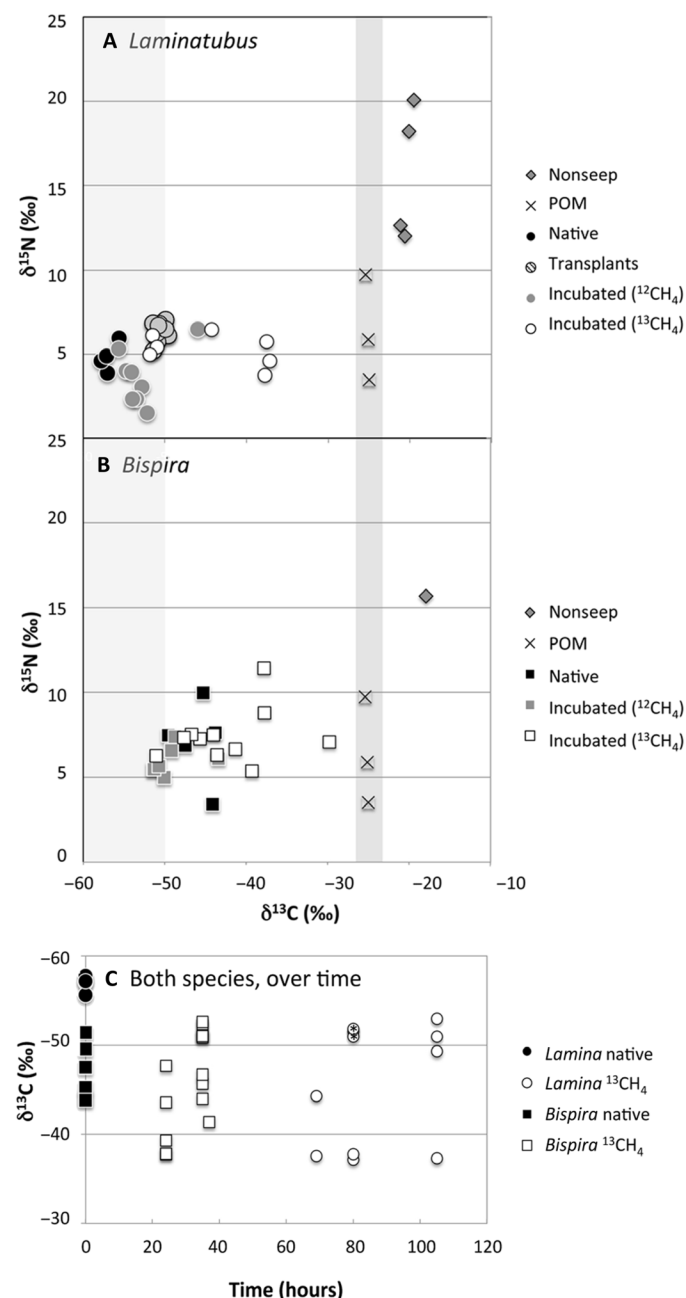 A Laminatubus
25
20
15
10
5
δ¹⁵N (‰)
Nonseep
POM
Native
Transplants
Incubated (¹²CH₄)
Incubated (¹³CH₄)
B Bispira
25
20
15
10
5
0
δ¹⁵N (‰)
Nonseep
POM
Native
Incubated (¹²CH₄)
Incubated (¹³CH₄)
−60 −50 −40 −30 −20 −10
δ¹³C (‰)
C Both species, over time
−60
−50
−40
−30
δ¹³C (‰)
Lamina native
Lamina ¹³CH₄
Bispira native
Bispira ¹³CH₄
0 20 40 60 80 100 120
Time (hours)